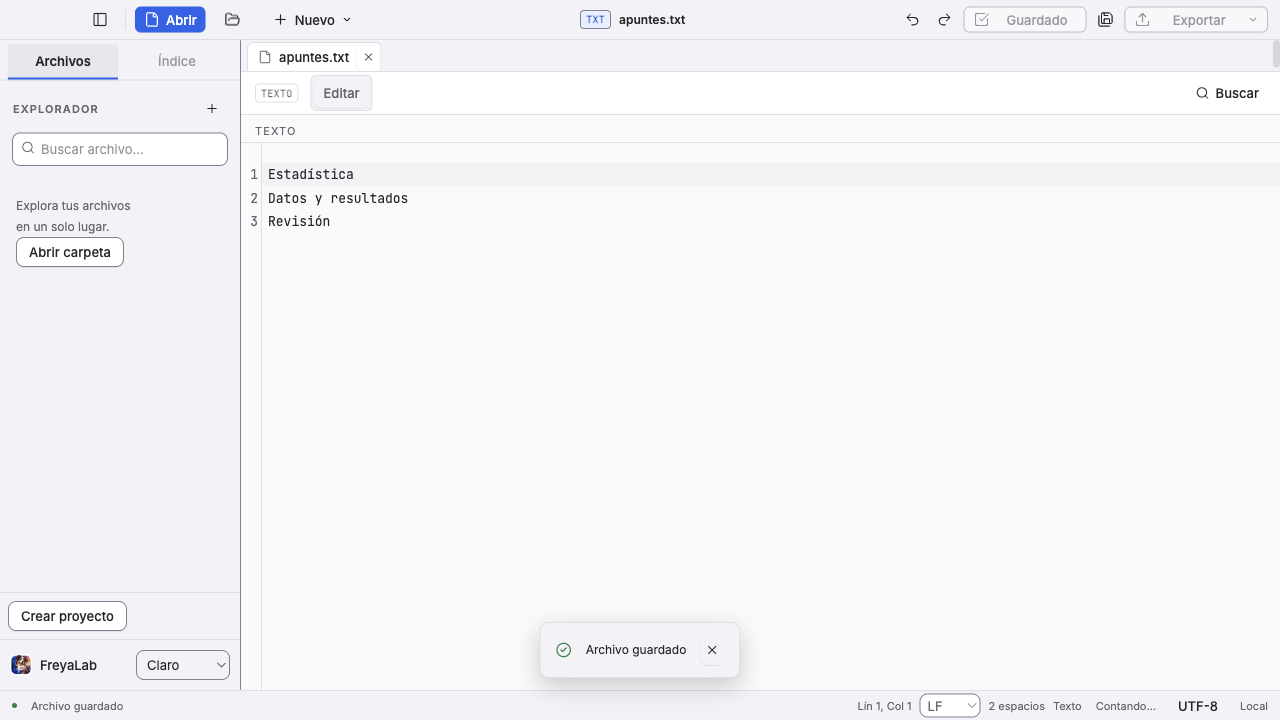 Abrir
Nuevo
TXT apuntes.txt
Guardado
Exportar
Archivos
Índice
EXPLORADOR
Buscar archivo...
Explora tus archivos
en un solo lugar.
Abrir carpeta
Crear proyecto
FreyaLab
Claro
apuntes.txt
TEXTO
Editar
Buscar
TEXTO
1 Estadística
2 Datos y resultados
3 Revisión
Archivo guardado
Archivo guardado
Lín 1, Col 1
LF
2 espacios
Texto
Contando...
UTF-8
Local